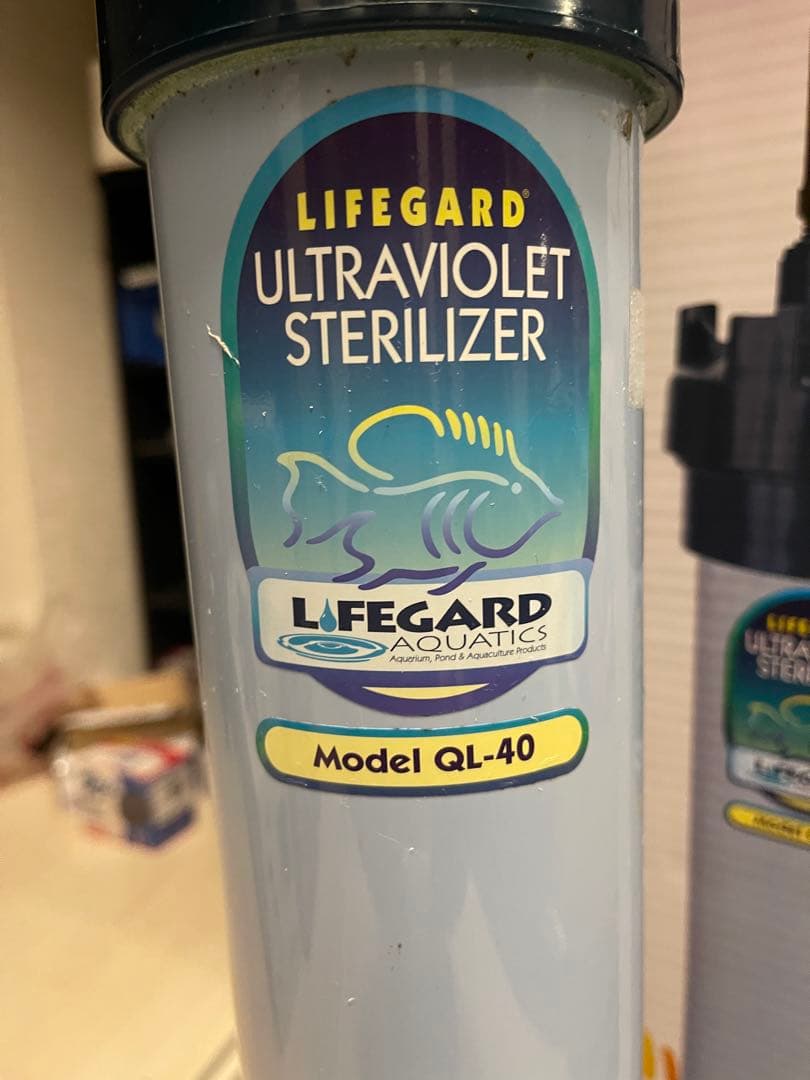 LIFEGARD®
ULTRAVIOLET
STERILIZER
LIFEGARD
AQUATICS
Aquarium, Pond & Aquaculture Products
Model QL-40